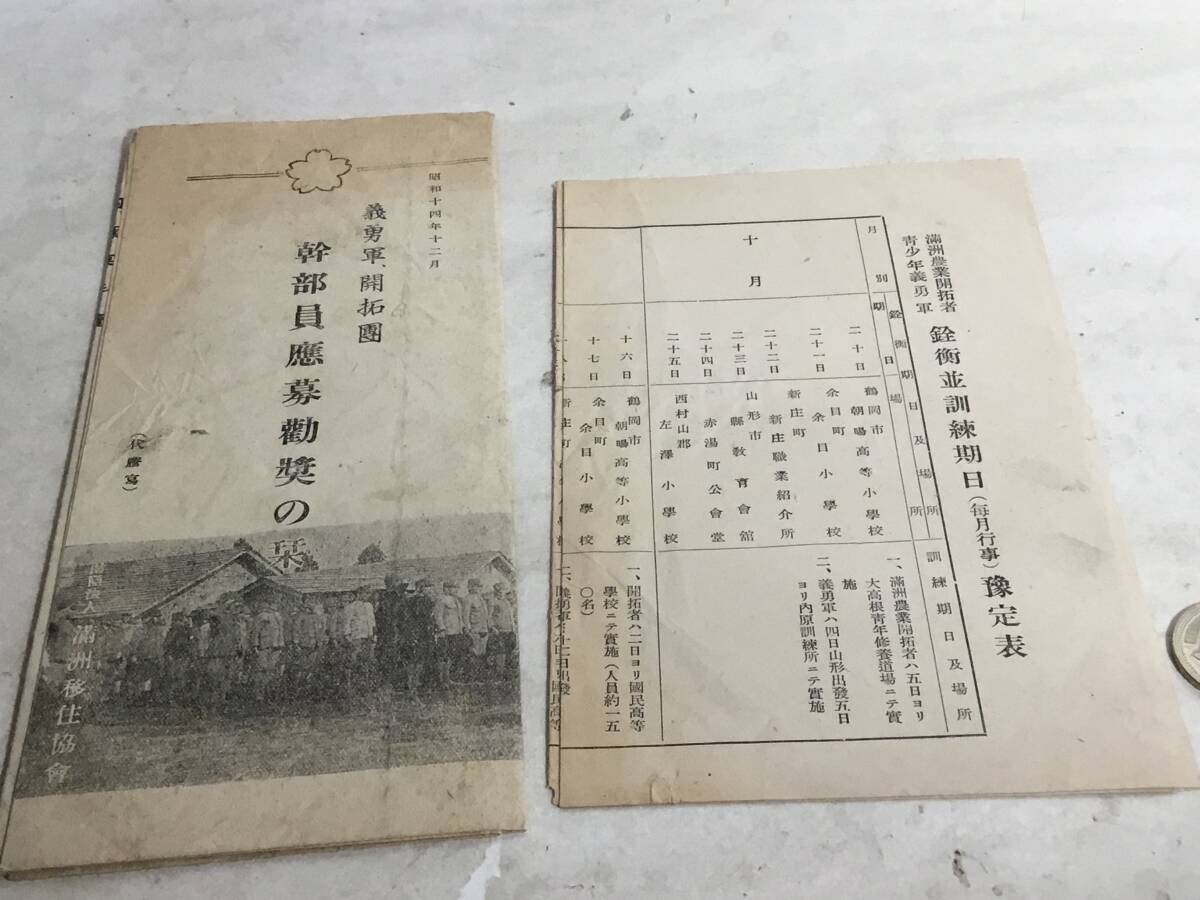 昭和十四年十二月
義勇軍、開拓團
幹部員應募勸奬の栞
(代謄寫)
滿洲移住協會
滿洲農業開拓者
靑少年義勇軍
銓衡並訓練期日(每月行事)豫定表
月別
銓衡期日及場所
期日
場所
訓練期日及場所
十月
二十日
鶴岡市
朝暘高等小學校
二十一日
余目町
余目小學校
二十二日
新庄町
新庄職業紹介所
二十三日
山形市
縣教育會館
二十四日
赤湯町公會堂
二十五日
西村山郡
左澤小學校
一、滿洲農業開拓者ハ五日ヨリ
大高根靑年修養道場ニテ實
施
二、義勇軍ハ四日山形出發五日
ヨリ內原訓練所ニテ實施
十六日
鶴岡市
朝暘高等小學校
十七日
余目町
余目小學校
十八日
新庄町
一、開拓者ハ二日ヨリ國民高等
學校ニテ實施(人員約一五
〇名)